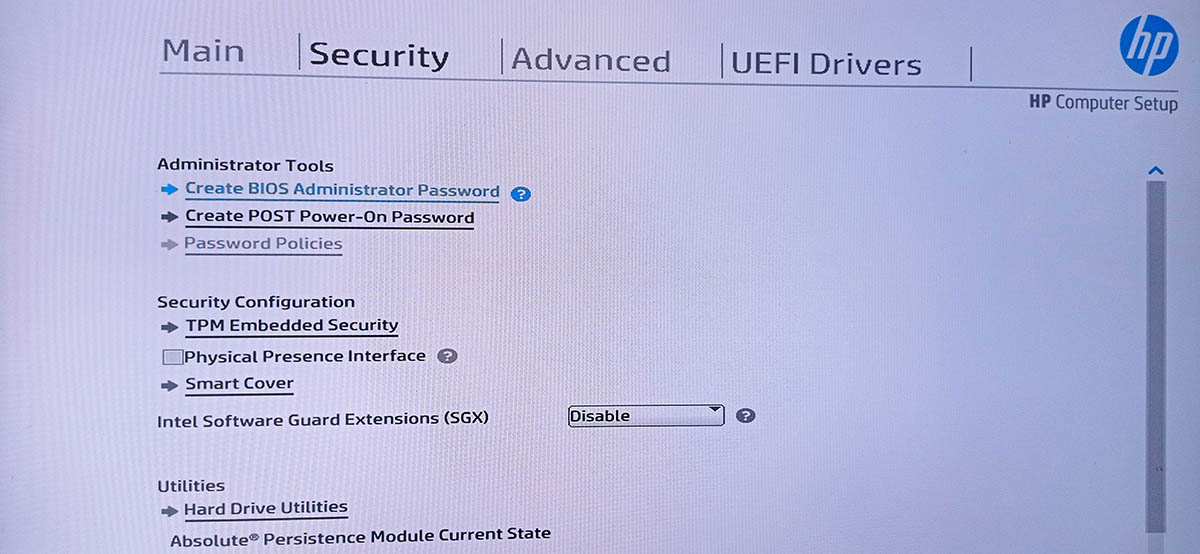 Main
Security
Advanced
UEFI Drivers
hp
HP Computer Setup
Administrator Tools
Create BIOS Administrator Password ?
Create POST Power-On Password
Password Policies
Security Configuration
TPM Embedded Security
Physical Presence Interface ?
Smart Cover
Intel Software Guard Extensions (SGX) Disable ?
Utilities
Hard Drive Utilities
Absolute® Persistence Module Current State